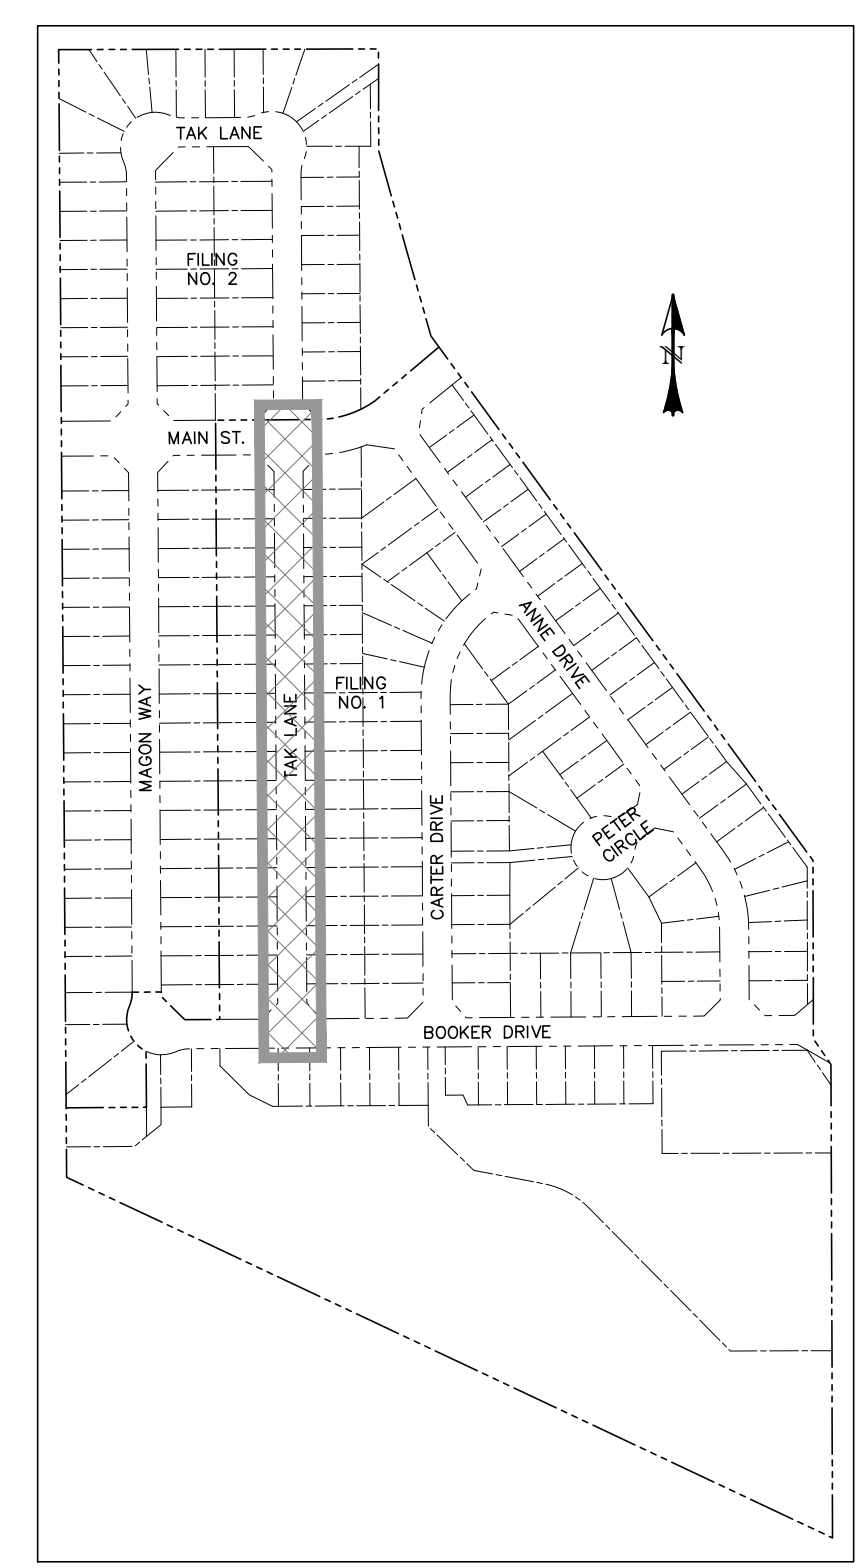 TAK LANE
FILING
NO. 2
N
MAIN ST.
ANNE DRIVE
FILING
NO. 1
MAGON WAY
TAK LANE
CARTER DRIVE
PETER
CIRCLE
BOOKER DRIVE